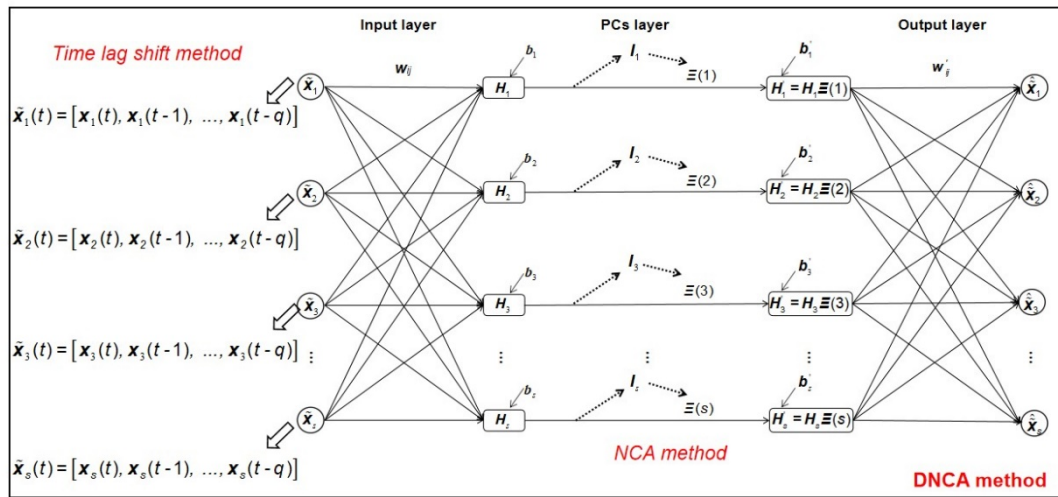 Input layer PCs layer Output layer
Time lag shift method
w_ij b_1 I_1 Ξ(1) b'_1 w'_ij
x̃_1 H_1 H'_1 = H_1Ξ(1) x̂̃_1
x̃_1(t) = [x_1(t), x_1(t-1), ..., x_1(t-q)]
b_2 I_2 Ξ(2) b'_2
x̃_2 H_2 H'_2 = H_2Ξ(2) x̂̃_2
x̃_2(t) = [x_2(t), x_2(t-1), ..., x_2(t-q)]
b_3 I_3 Ξ(3) b'_3
x̃_3 H_3 H'_3 = H_3Ξ(3) x̂̃_3
x̃_3(t) = [x_3(t), x_3(t-1), ..., x_3(t-q)]
⋮ ⋮ ⋮ ⋮ ⋮
b_s I_s Ξ(s) b'_s
x̃_s H_s H'_s = H_sΞ(s) x̂̃_s
x̃_s(t) = [x_s(t), x_s(t-1), ..., x_s(t-q)]
NCA method
DNCA method